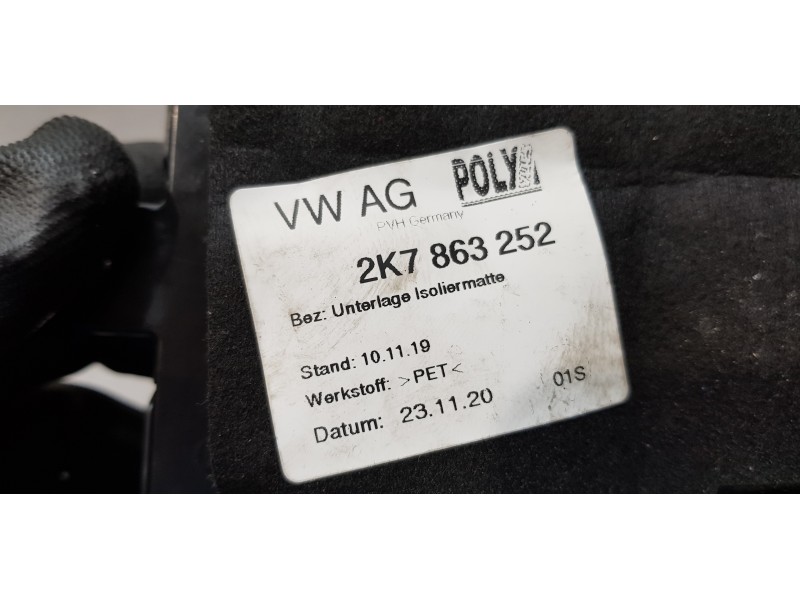 VW AG POLY
PVH Germany
2K7 863 252
Bez: Unterlage Isoliermatte
Stand: 10.11.19
Werkstoff: >PET<
01S
Datum: 23.11.20